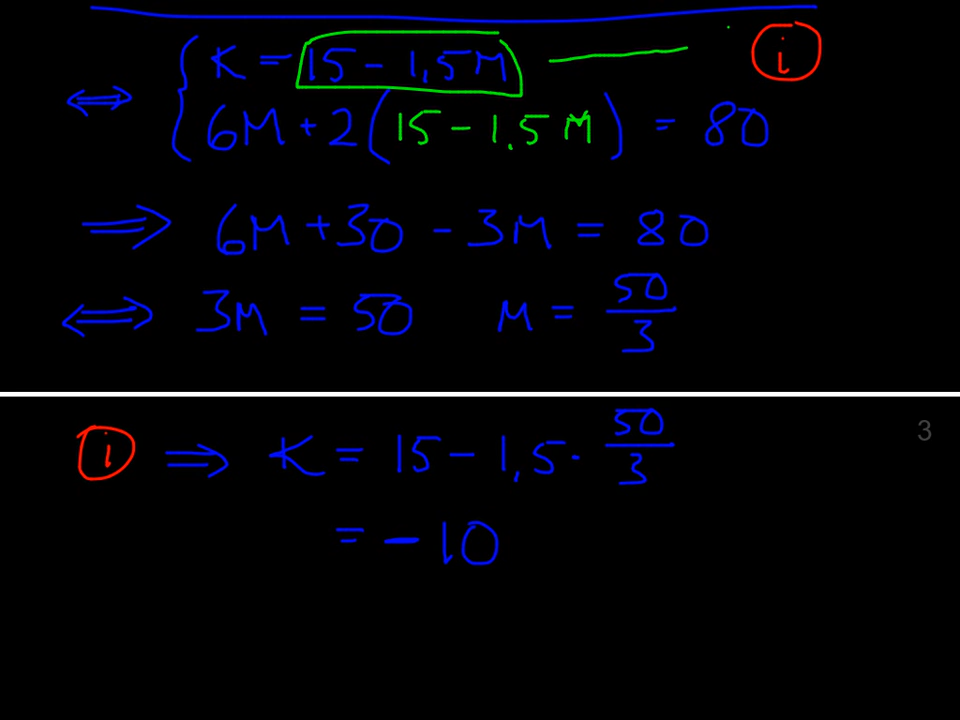 K = 15 - 1,5M i
⇔ 6M + 2(15 - 1.5M) = 80
⇒ 6M + 30 - 3M = 80
⇔ 3M = 50 M = 50/3
i ⇒ K = 15 - 1,5 · 50/3
3
= -10